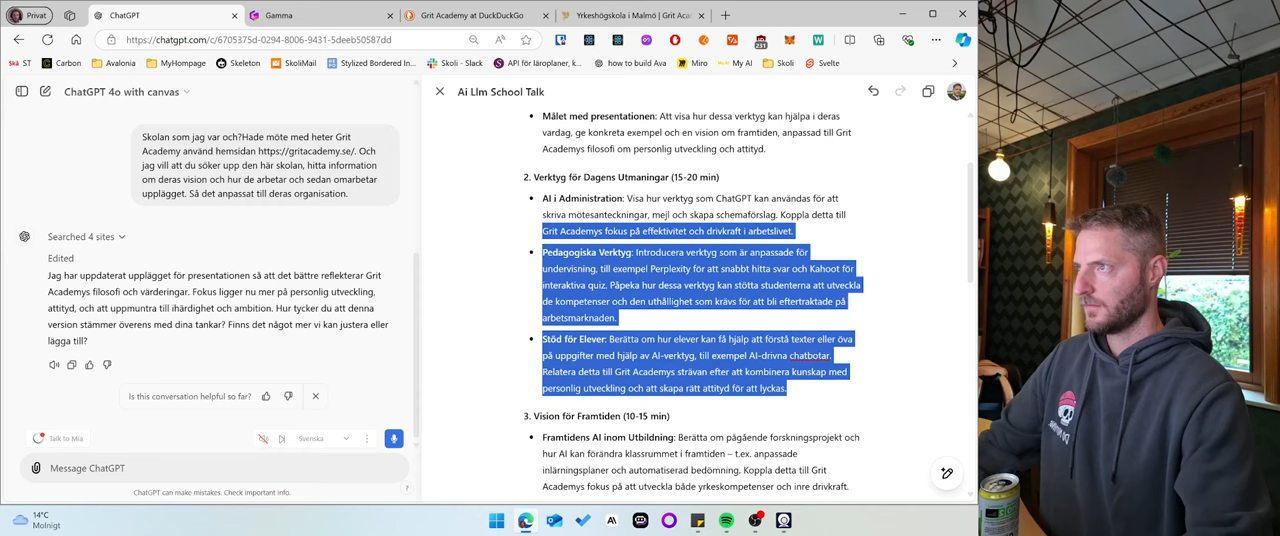 Privat
ChatGPT
Gamma
Grit Academy at DuckDuckGo
Yrkeshögskola i Malmö | Grit Aca
https://chatgpt.com/c/6705375d-0294-8006-9431-5deeb50587dd
231
Skå ST
Carbon
Avalonia
MyHompage
Skeleton
SkoliMail
Stylized Bordered In...
Skoli - Slack
API för läroplaner, k...
how to build Ava
Miro
My AI
Skoli
Svelte
ChatGPT 4o with canvas
Ai Llm School Talk
Skolan som jag var och?Hade möte med heter Grit
Academy använd hemsidan https://gritacademy.se/. Och
jag vill att du söker upp den här skolan, hitta information
om deras vision och hur de arbetar och sedan omarbetar
upplägget. Så det anpassat till deras organisation.
Searched 4 sites
Edited
Jag har uppdaterat upplägget för presentationen så att det bättre reflekterar Grit
Academys filosofi och värderingar. Fokus ligger nu mer på personlig utveckling,
attityd, och att uppmuntra till ihärdighet och ambition. Hur tycker du att denna
version stämmer överens med dina tankar? Finns det något mer vi kan justera eller
lägga till?
Is this conversation helpful so far?
Talk to Mia
Svenska
Message ChatGPT
ChatGPT can make mistakes. Check important info.
?
Målet med presentationen: Att visa hur dessa verktyg kan hjälpa i deras
vardag, ge konkreta exempel och en vision om framtiden, anpassad till Grit
Academys filosofi om personlig utveckling och attityd.
2. Verktyg för Dagens Utmaningar (15-20 min)
AI i Administration: Visa hur verktyg som ChatGPT kan användas för att
skriva mötesanteckningar, mejl och skapa schemaförslag. Koppla detta till
Grit Academys fokus på effektivitet och drivkraft i arbetslivet.
Pedagogiska Verktyg: Introducera verktyg som är anpassade för
undervisning, till exempel Perplexity för att snabbt hitta svar och Kahoot för
interaktiva quiz. Påpeka hur dessa verktyg kan stötta studenterna att utveckla
de kompetenser och den uthållighet som krävs för att bli eftertraktade på
arbetsmarknaden.
Stöd för Elever: Berätta om hur elever kan få hjälp att förstå texter eller öva
på uppgifter med hjälp av AI-verktyg, till exempel AI-drivna chatbotar.
Relatera detta till Grit Academys strävan efter att kombinera kunskap med
personlig utveckling och att skapa rätt attityd för att lyckas.
3. Vision för Framtiden (10-15 min)
Framtidens AI inom Utbildning: Berätta om pågående forskningsprojekt och
hur AI kan förändra klassrummet i framtiden – t.ex. anpassade
inlärningsplaner och automatiserad bedömning. Koppla detta till Grit
Academys fokus på att utveckla både yrkeskompetenser och inre drivkraft.
14°C
Molnigt